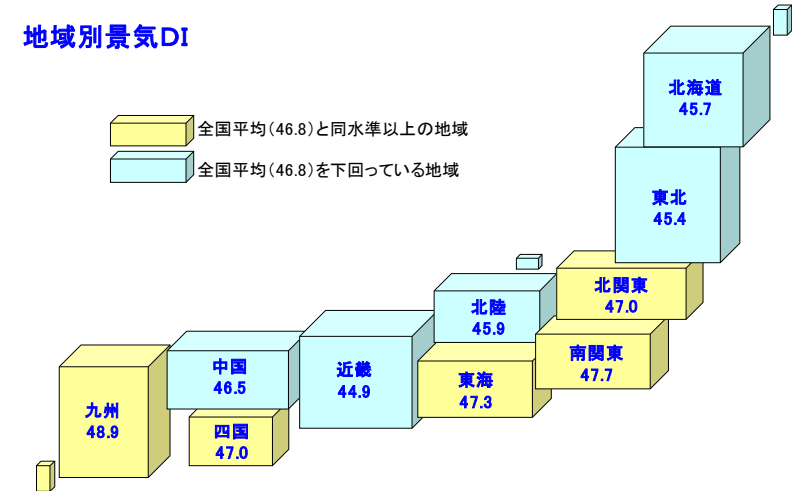 地域別景気DI
全国平均(46.8)と同水準以上の地域
全国平均(46.8)を下回っている地域
北海道
45.7
東北
45.4
北関東
47.0
北陸
45.9
南関東
47.7
中国
46.5
近畿
44.9
東海
47.3
九州
48.9
四国
47.0